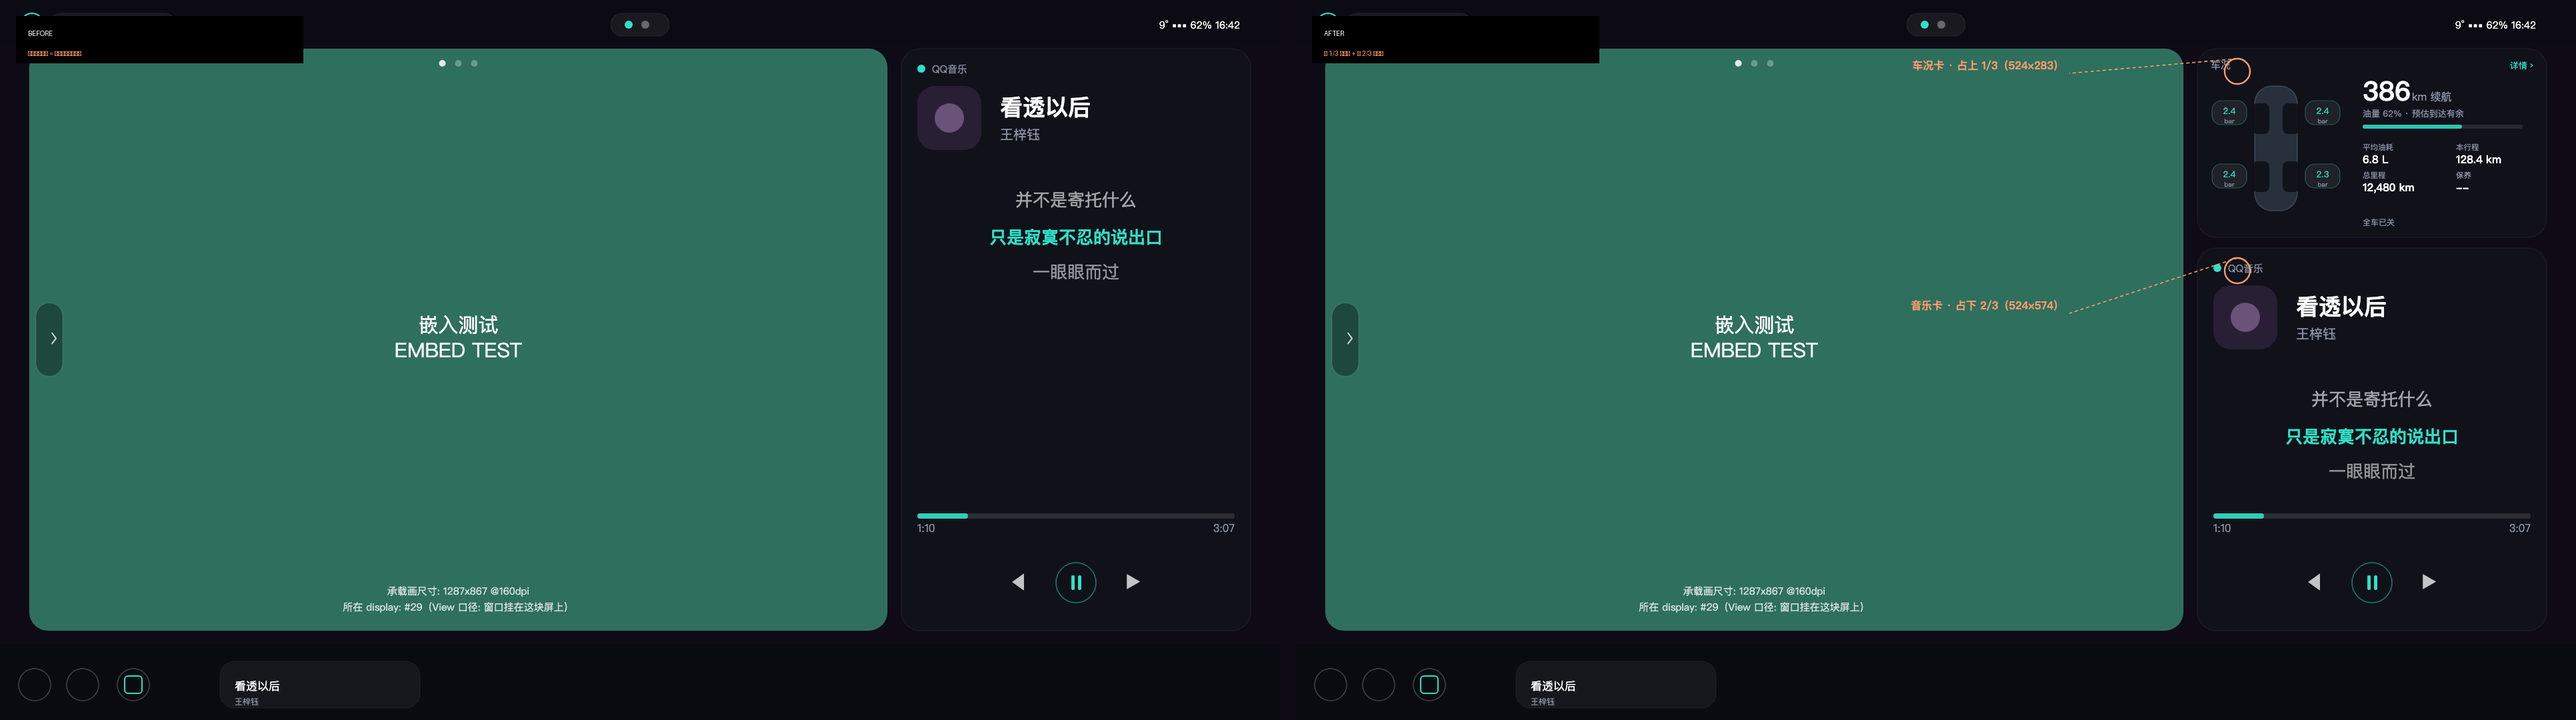 BEFORE
9° 62% 16:42
QQ音乐
看透以后
王梓钰
并不是寄托什么
只是寂寞不忍的说出口
一眼眼而过
嵌入测试
EMBED TEST
1:10
3:07
承载画尺寸: 1287x867 @160dpi
所在 display: #29（View 口径: 窗口挂在这块屏上）
看透以后
王梓钰
AFTER
1/3 + 2/3
9° 62% 16:42
车况卡 · 占上 1/3（524x283）
车况
详情 ›
386km 续航
油量 62% · 预估到达有余
2.4
bar
2.4
bar
2.4
bar
2.3
bar
平均油耗
本行程
6.8 L
128.4 km
总里程
保养
12,480 km
--
全车已关
音乐卡 · 占下 2/3（524x574）
QQ音乐
看透以后
王梓钰
并不是寄托什么
只是寂寞不忍的说出口
一眼眼而过
嵌入测试
EMBED TEST
1:10
3:07
承载画尺寸: 1287x867 @160dpi
所在 display: #29（View 口径: 窗口挂在这块屏上）
看透以后
王梓钰